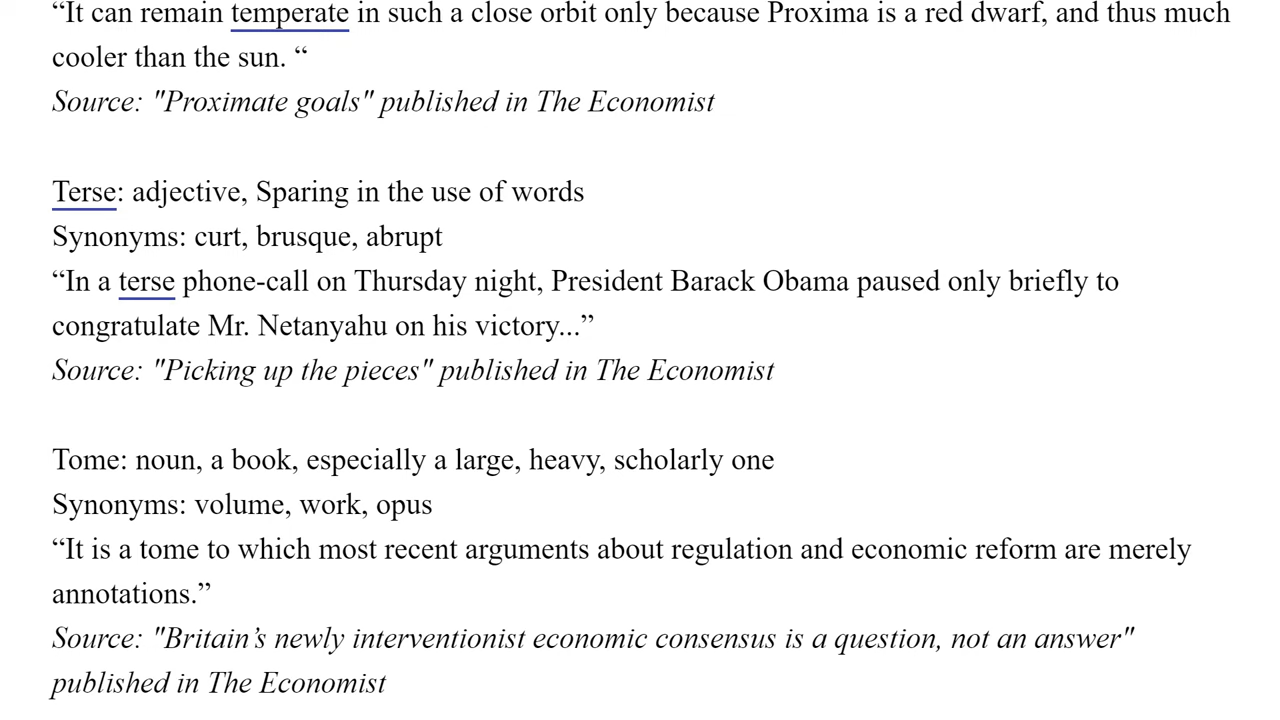 “It can remain temperate in such a close orbit only because Proxima is a red dwarf, and thus much
cooler than the sun. “
Source: "Proximate goals" published in The Economist
Terse: adjective, Sparing in the use of words
Synonyms: curt, brusque, abrupt
“In a terse phone-call on Thursday night, President Barack Obama paused only briefly to
congratulate Mr. Netanyahu on his victory...”
Source: "Picking up the pieces" published in The Economist
Tome: noun, a book, especially a large, heavy, scholarly one
Synonyms: volume, work, opus
“It is a tome to which most recent arguments about regulation and economic reform are merely
annotations.”
Source: "Britain’s newly interventionist economic consensus is a question, not an answer"
published in The Economist